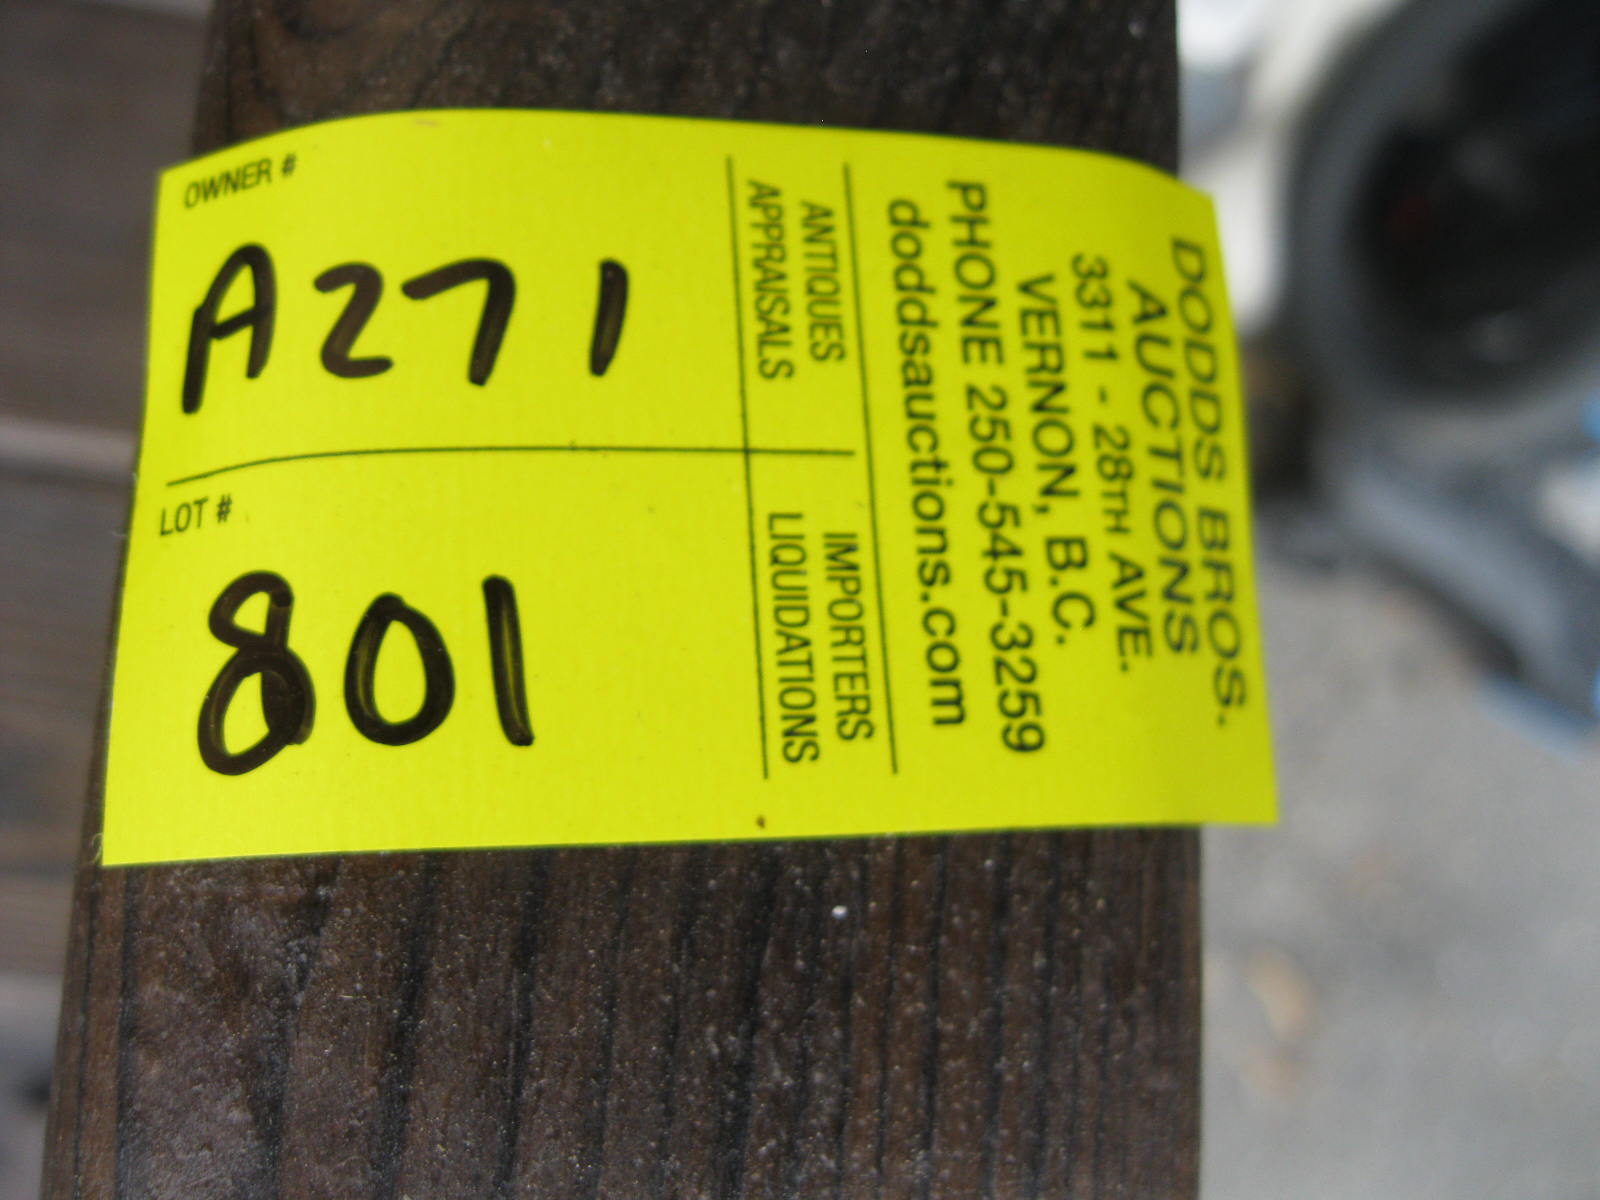 DODDS BROS.
AUCTIONS
3311 - 28TH AVE.
VERNON, B.C.
PHONE 250-545-3259
doddsauctions.com
ANTIQUES
APPRAISALS
IMPORTERS
LIQUIDATIONS
OWNER #
A271
LOT #
801